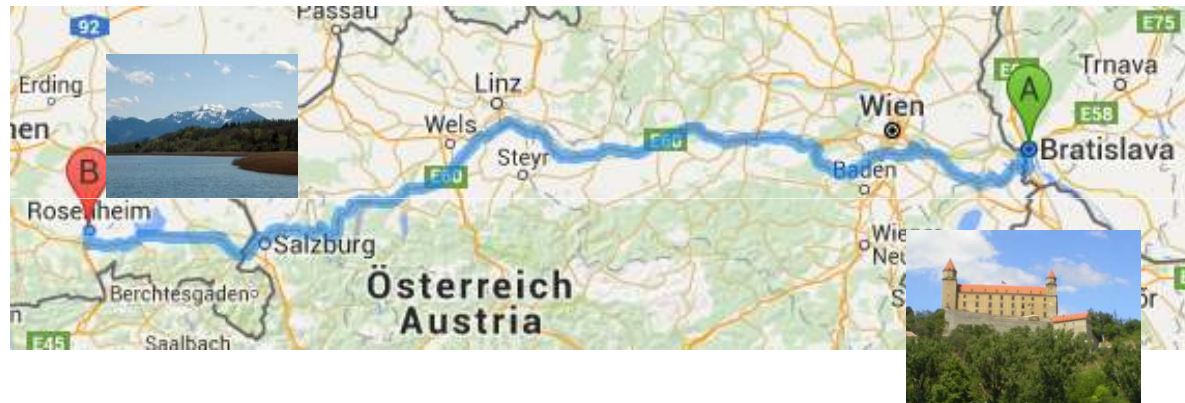 Passau
92
E75
Erding
Linz
Trnava
A
Wien
E58
Wels
Steyr
E60
Bratislava
B
Baden
E60
Rosenheim
Salzburg
Österreich
Austria
Berchtesgaden
E45
Saalbach